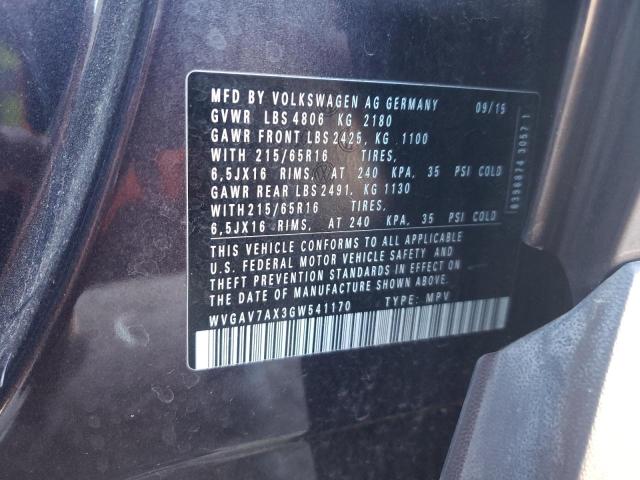 MFD BY VOLKSWAGEN AG GERMANY 09/15
GVWR LBS 4806 KG 2180
GAWR FRONT LBS 2425, KG 1100
WITH 215/65R16 TIRES,
6,5JX16 RIMS, AT 240 KPA, 35 PSI COLD
GAWR REAR LBS 2491, KG 1130
WITH 215/65R16 TIRES,
6,5JX16 RIMS, AT 240 KPA, 35 PSI COLD
THIS VEHICLE CONFORMS TO ALL APPLICABLE
U.S. FEDERAL MOTOR VEHICLE SAFETY AND
THEFT PREVENTION STANDARDS IN EFFECT ON
THE DATE OF MANUFACTURE SHOWN ABOVE.
WVGAV7AX3GW541170 TYPE: MPV